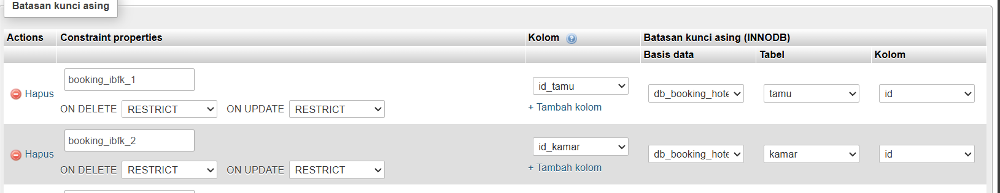 Batasan kunci asing
Actions Constraint properties Kolom Batasan kunci asing (INNODB)
Basis data Tabel Kolom
booking_ibfk_1
Hapus
ON DELETE RESTRICT ON UPDATE RESTRICT
id_tamu
+ Tambah kolom
db_booking_hote tamu id
booking_ibfk_2
Hapus
ON DELETE RESTRICT ON UPDATE RESTRICT
id_kamar
+ Tambah kolom
db_booking_hote kamar id